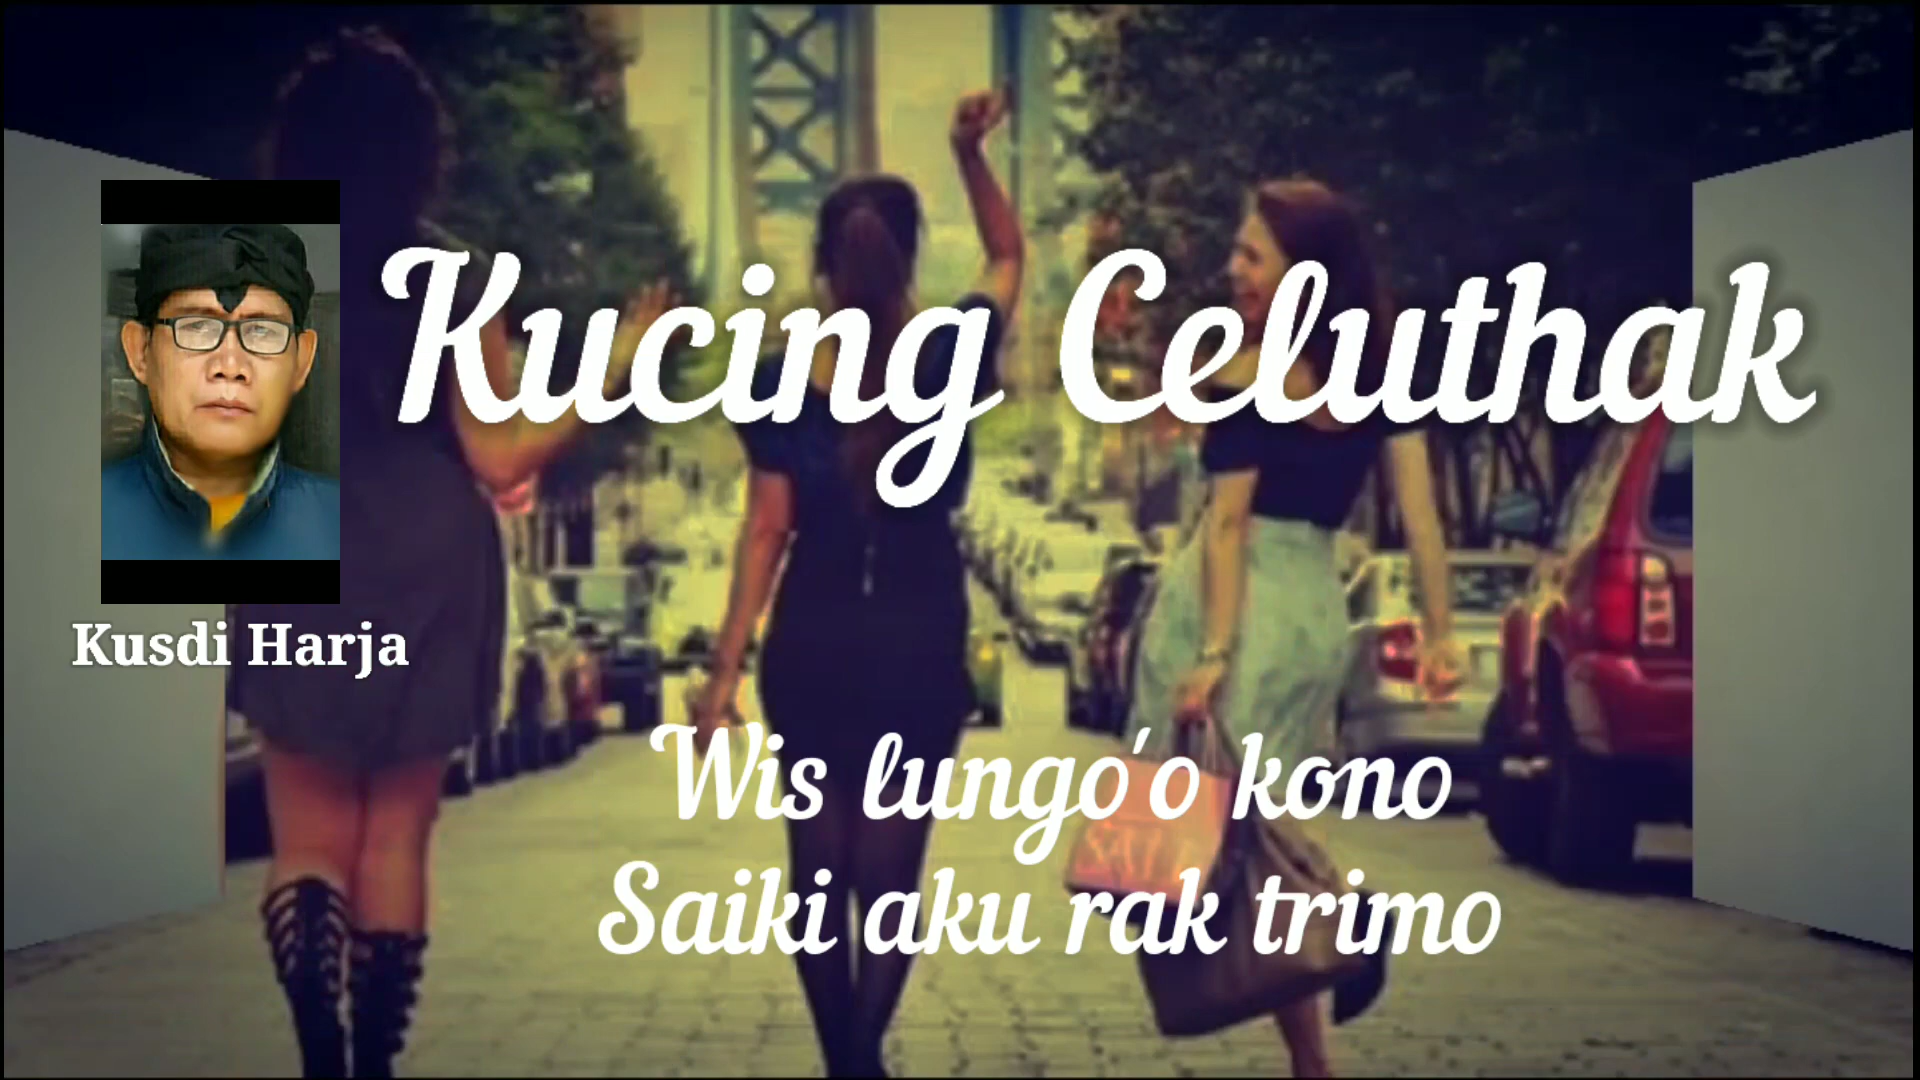 Kucing Celuthak
Kusdi Harja
Wis lungo'o kono
Saiki aku rak trimo